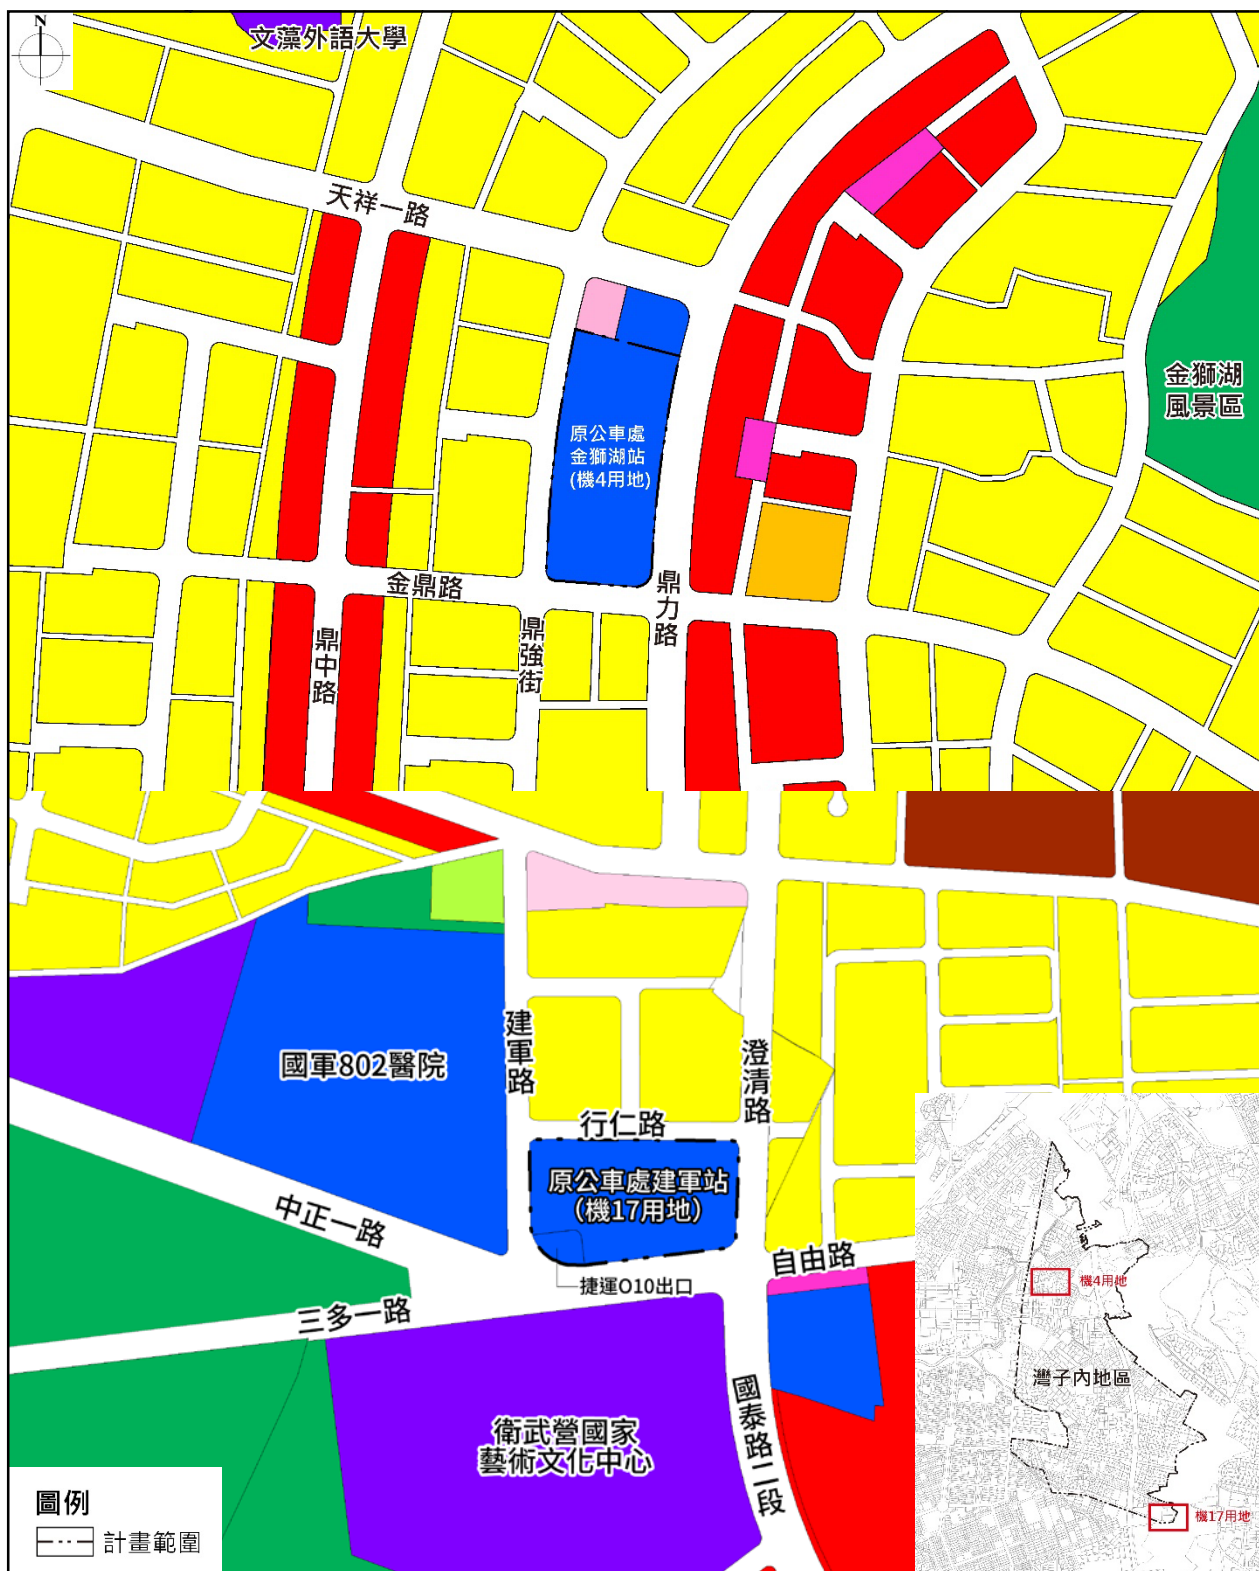 N
文藻外語大學
天祥一路
金獅湖
風景區
原公車處
金獅湖站
(機4用地)
金鼎路
鼎力路
鼎強街
鼎中路
建軍路
澄清路
國軍802醫院
行仁路
原公車處建軍站
(機17用地)
中正一路
自由路
捷運O10出口
三多一路
機4用地
灣子內地區
國泰路二段
衛武營國家
藝術文化中心
機17用地
圖例
計畫範圍